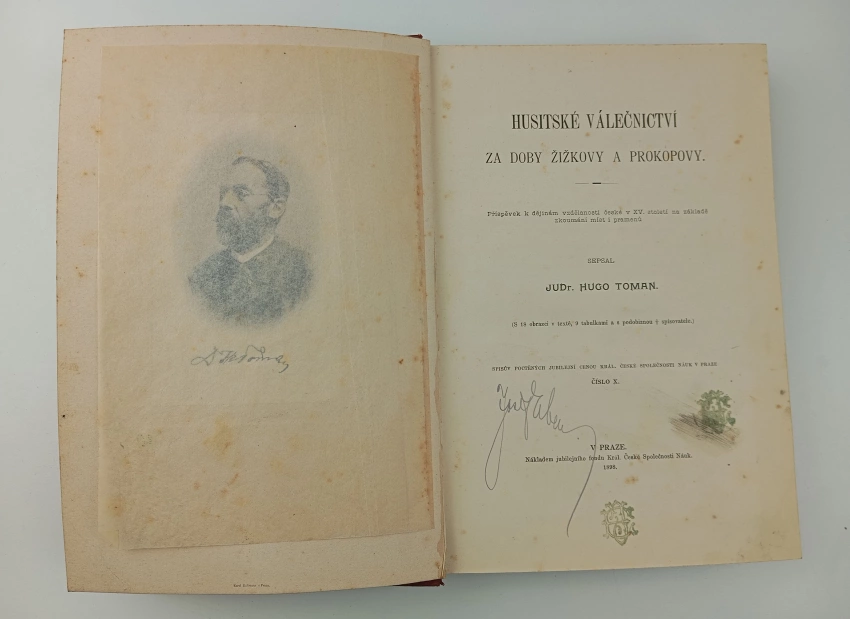 HUSITSKÉ VÁLEČNICTVÍ
ZA DOBY ŽIŽKOVY A PROKOPOVY.
Příspěvek k dějinám vzdělanosti české v XV. století na základě
zkoumání míst i pramenů
SEPSAL
JUDr. HUGO TOMAN.
(S 18 obrazci v textě, 9 tabulkami a s podobiznou † spisovatele.)
SPISŮV POCTĚNÝCH JUBILEJNÍ CENOU KRÁL. ČESKÉ SPOLEČNOSTI NÁUK V PRAZE
ČÍSLO X.
V PRAZE.
Nákladem jubilejního fondu Král. České Společnosti Náuk.
1898.